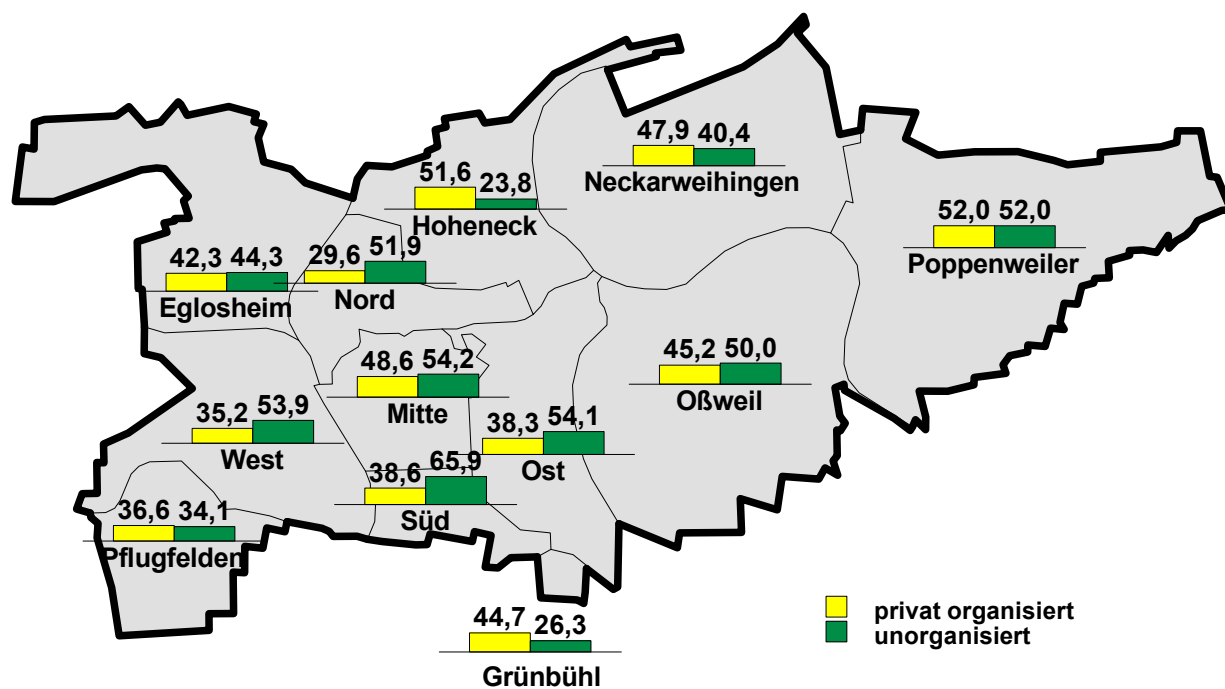 47,9 40,4
Neckarweihingen
51,6 23,8
Hoheneck
52,0 52,0
Poppenweiler
42,3 44,3
Eglosheim
29,6 51,9
Nord
48,6 54,2
Mitte
45,2 50,0
Oßweil
35,2 53,9
West
38,3 54,1
Ost
38,6 65,9
Süd
36,6 34,1
Pflugfelden
44,7 26,3
Grünbühl
privat organisiert
unorganisiert